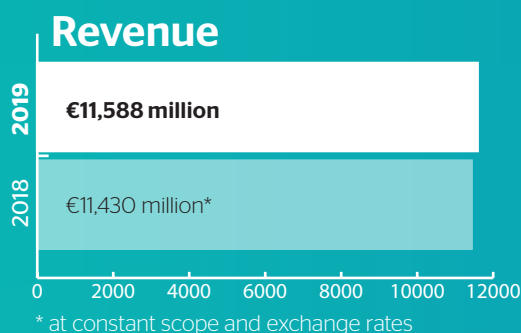 Revenue
2019
€11,588 million
2018
€11,430 million*
0 2000 4000 6000 8000 10000 12000
* at constant scope and exchange rates